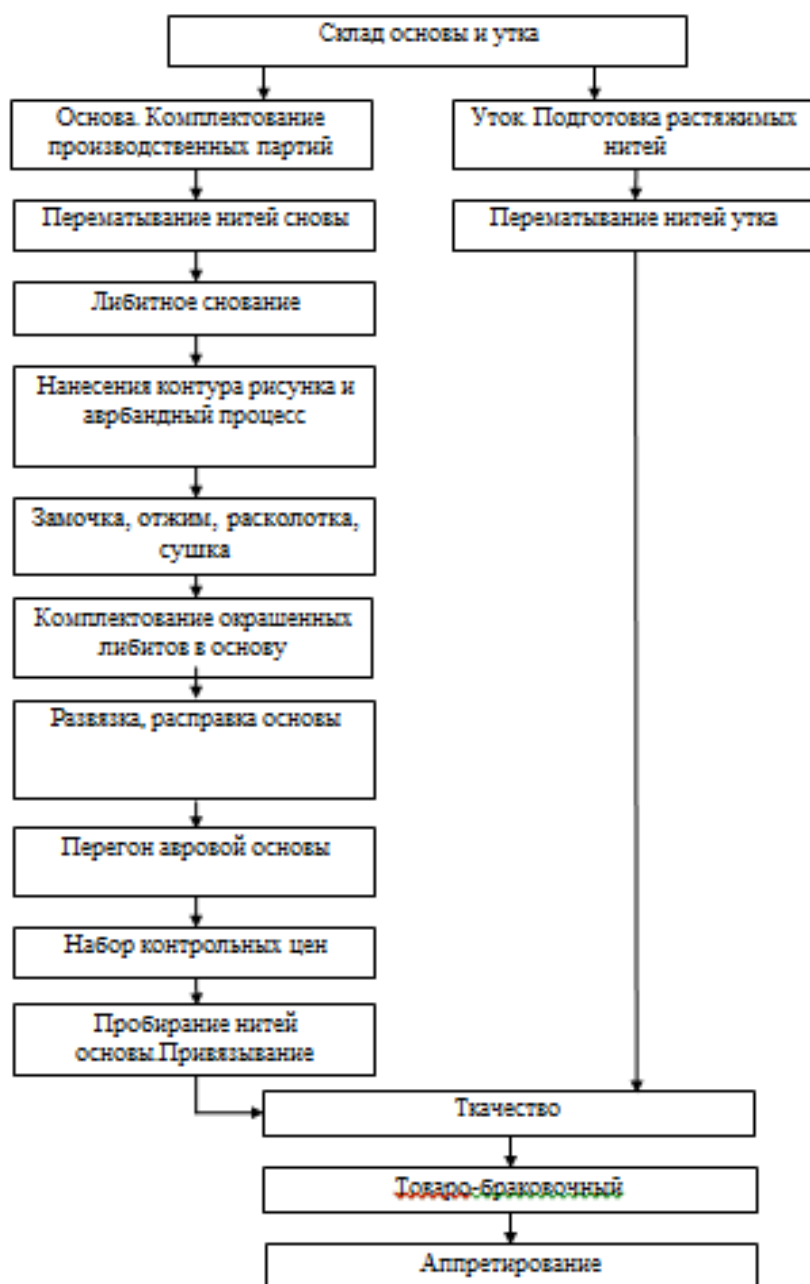 Склад основы и утка
Основа. Комплектование
производственных партий
Уток. Подготовка растяжимых
нитей
Перематывание нитей сновы
Перематывание нитей утка
Либитное снование
Нанесения контура рисунка и
аврбандный процесс
Замочка, отжим, расколотка,
сушка
Комплектование окрашенных
либитов в основу
Развязка, расправка основы
Перегон авровой основы
Набор контрольных цен
Пробирание нитей
основы.Привязывание
Ткачество
Товаро-браковочный
Аппретирование